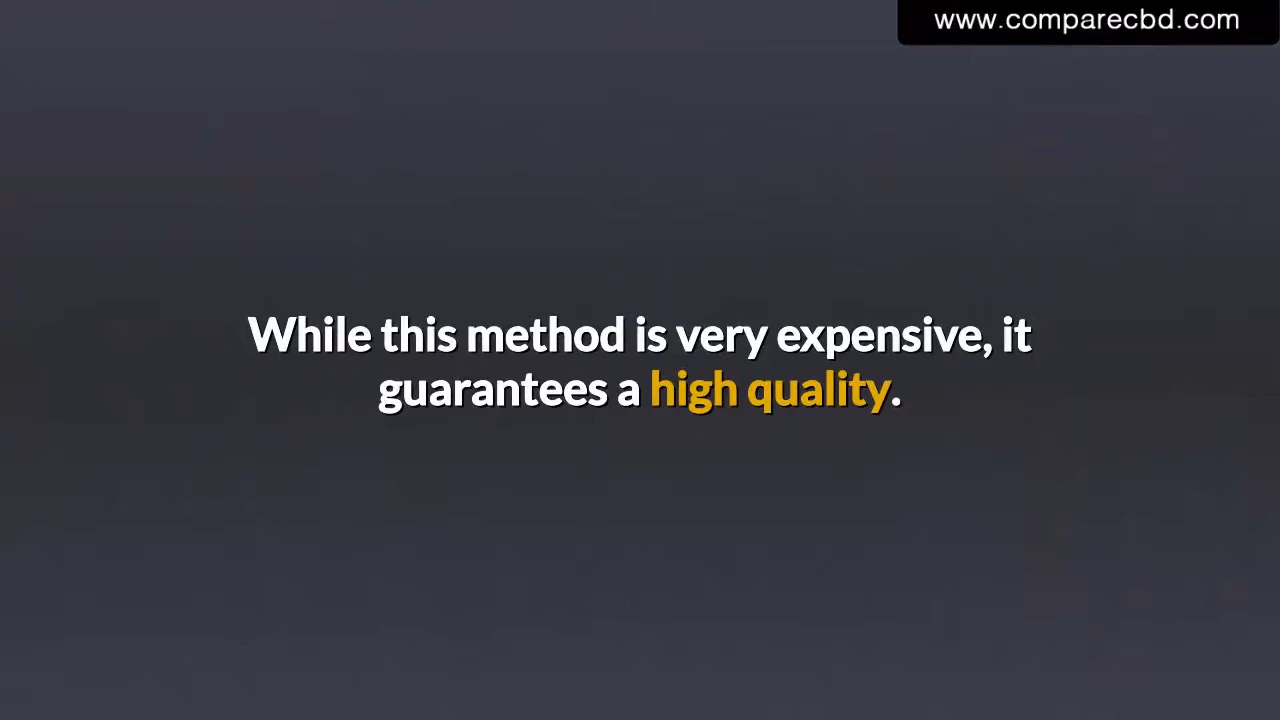 www.comparecbd.com
While this method is very expensive, it
guarantees a high quality.